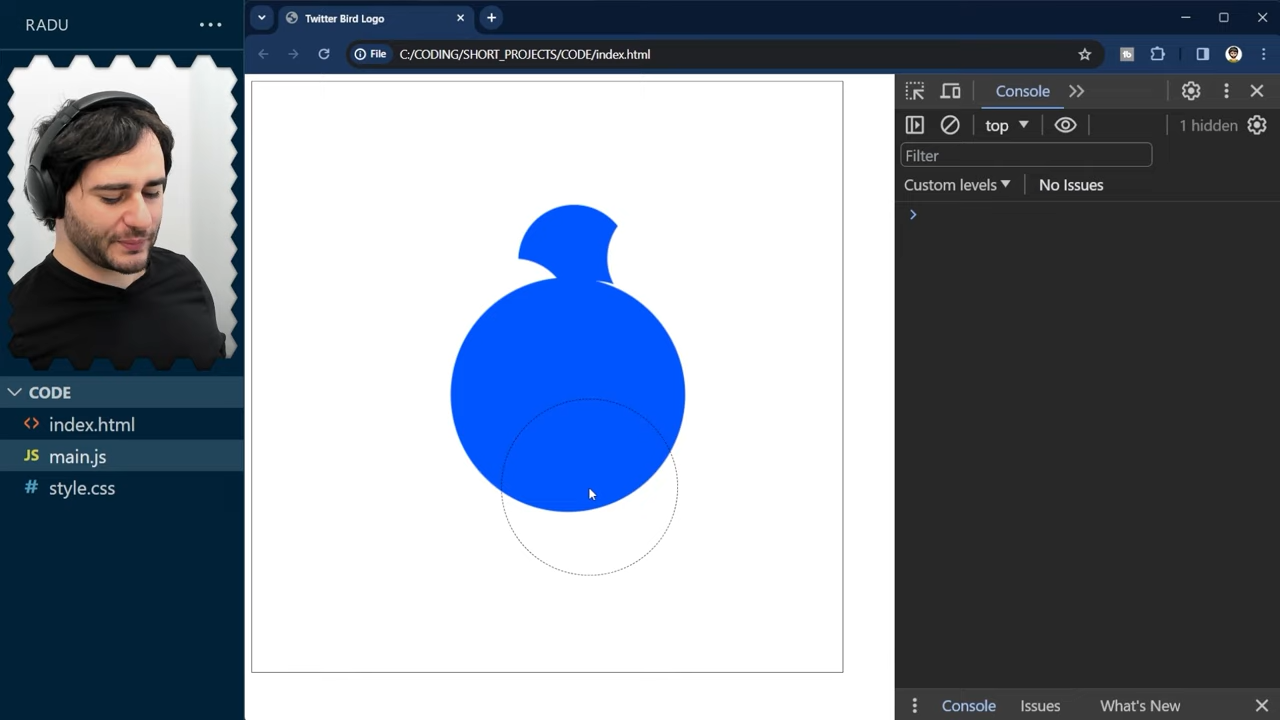 RADU
Twitter Bird Logo
File
C:/CODING/SHORT_PROJECTS/CODE/index.html
Console
top
1 hidden
Filter
Custom levels
No Issues
CODE
index.html
JS main.js
# style.css
Console
Issues
What's New